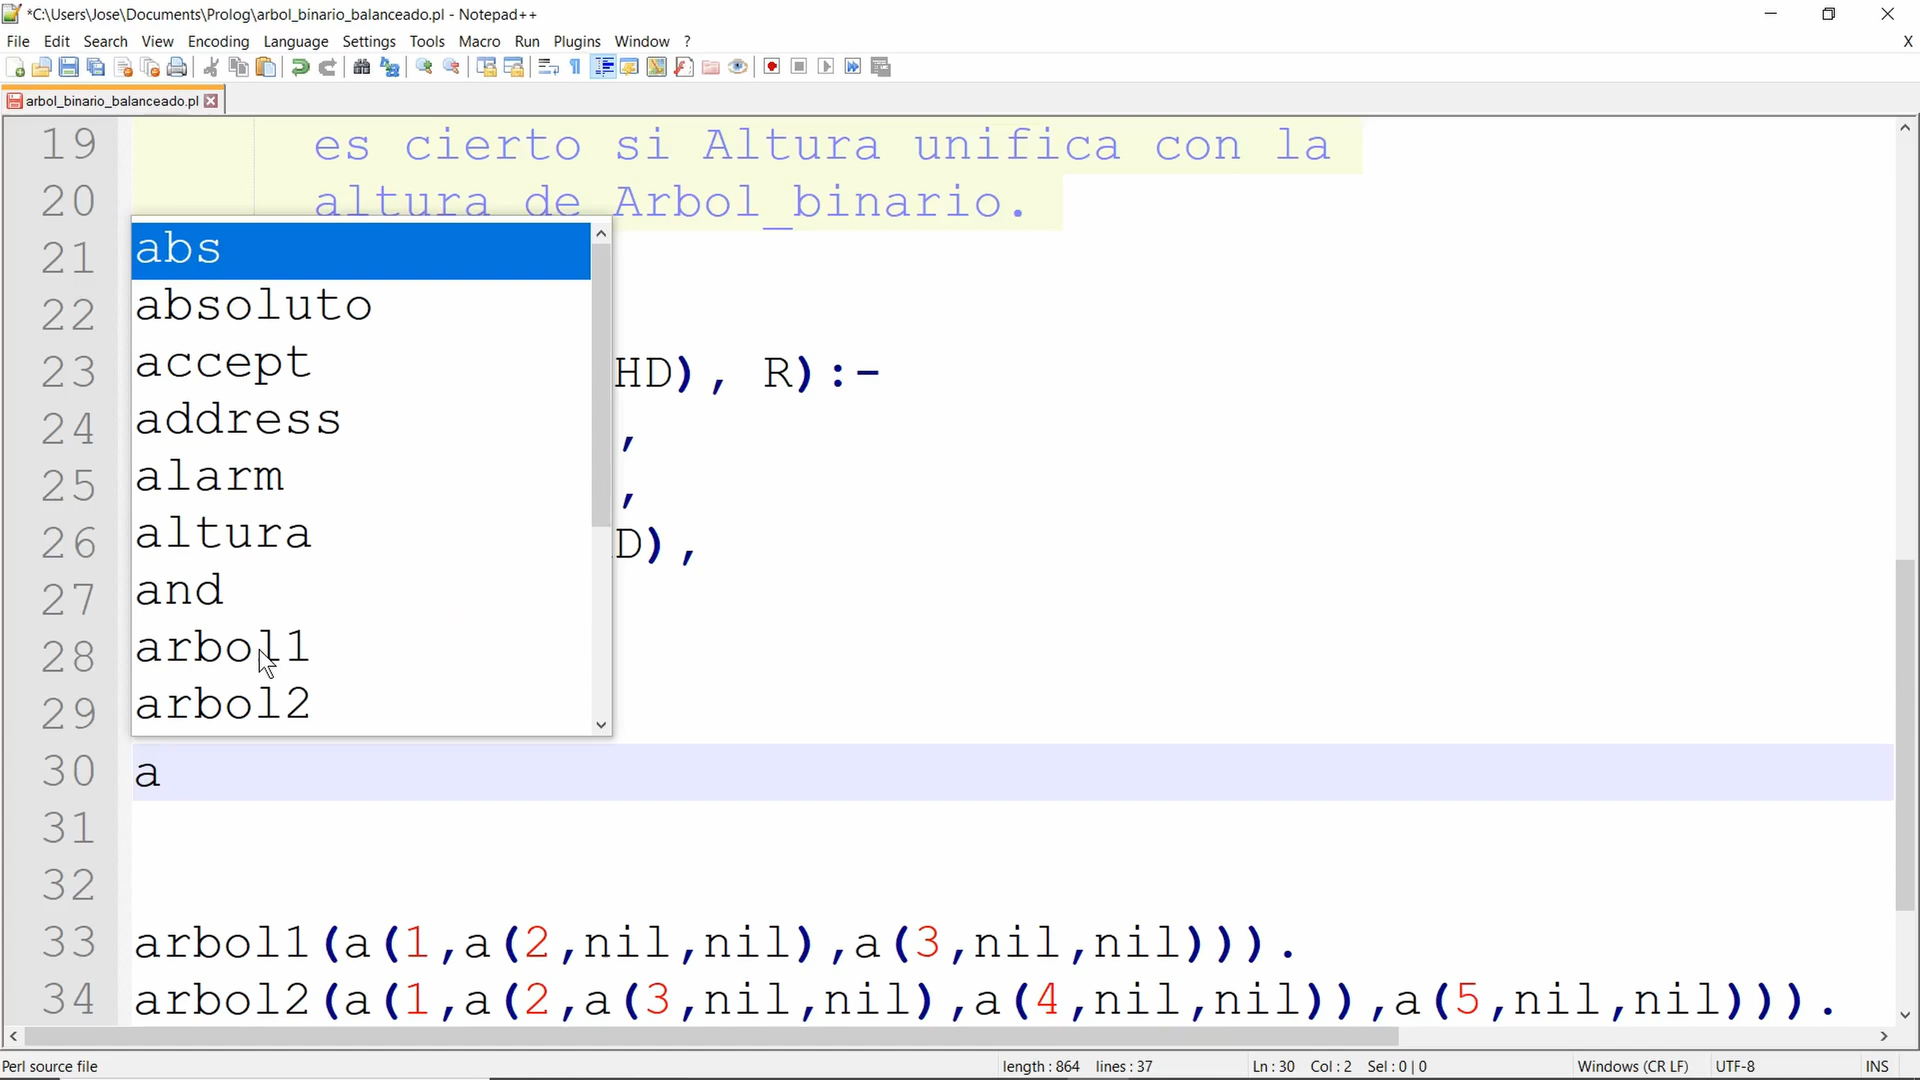 *C:\Users\Jose\Documents\Prolog\arbol_binario_balanceado.pl - Notepad++
File Edit Search View Encoding Language Settings Tools Macro Run Plugins Window ? X
arbol_binario_balanceado.pl
19 es cierto si Altura unifica con la
20 altura de Arbol_binario.
21
22
23 HD), R):-
24 ,
25 ,
26 D),
27
28
29
abs
absoluto
accept
address
alarm
altura
and
arbol1
arbol2
30 a
31
32
33 arbol1(a(1,a(2,nil,nil),a(3,nil,nil))).
34 arbol2(a(1,a(2,a(3,nil,nil),a(4,nil,nil)),a(5,nil,nil))).
Perl source file length : 864 lines : 37 Ln : 30 Col : 2 Sel : 0 | 0 Windows (CR LF) UTF-8 INS